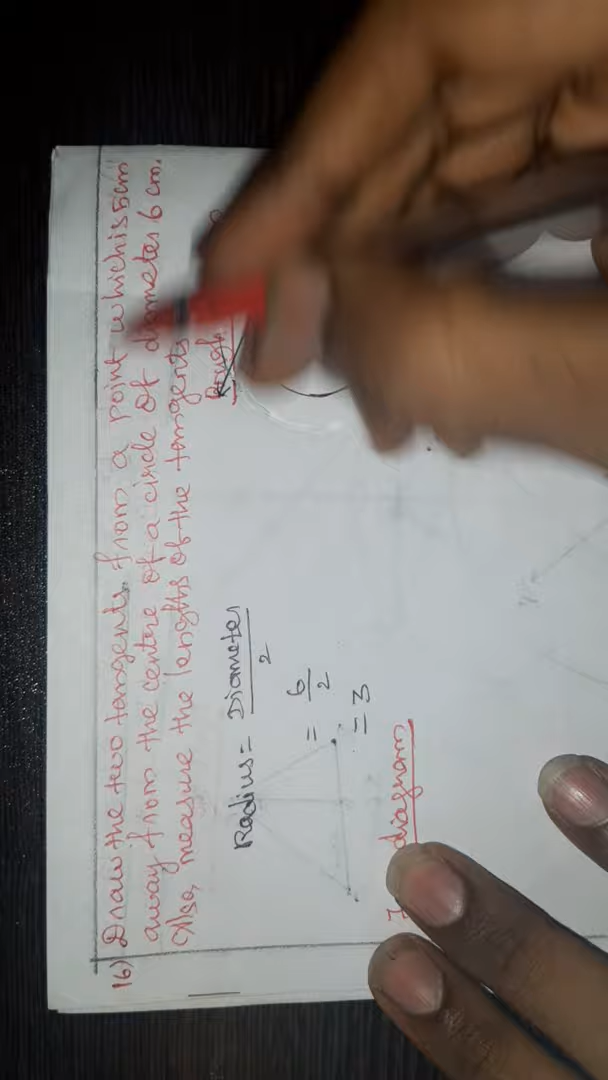 16) Draw the two tangents from a point which is 5cm
away from the centre of a circle of diameter 6 cm.
Also, measure the lengths of the tangents
Rough
Radius = Diameter
2
= 6
2
= 3
diagram